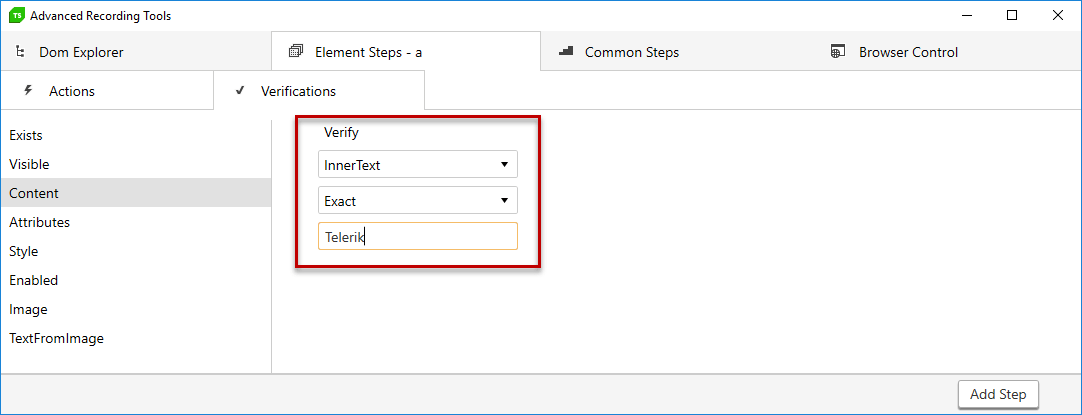 TS Advanced Recording Tools
Dom Explorer Element Steps - a Common Steps Browser Control
Actions Verifications
Exists
Visible
Content
Attributes
Style
Enabled
Image
TextFromImage
Verify
InnerText
Exact
Telerik
Add Step